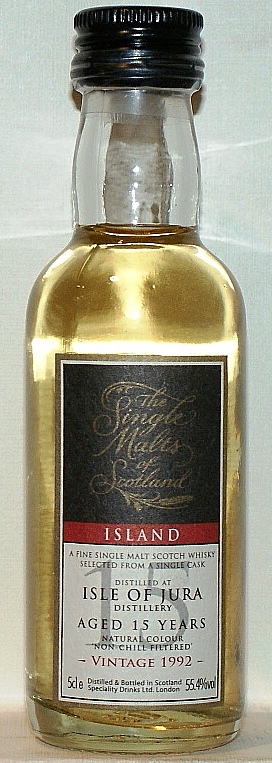 The
Single
Malts
of
Scotland
ISLAND
A FINE SINGLE MALT SCOTCH WHISKY
SELECTED FROM A SINGLE CASK
15
DISTILLED AT
ISLE OF JURA
DISTILLERY
AGED 15 YEARS
NATURAL COLOUR
'NON CHILL FILTERED'
- VINTAGE 1992 -
5cl e Distilled & Bottled in Scotland 55.4%vol
Speciality Drinks Ltd. London